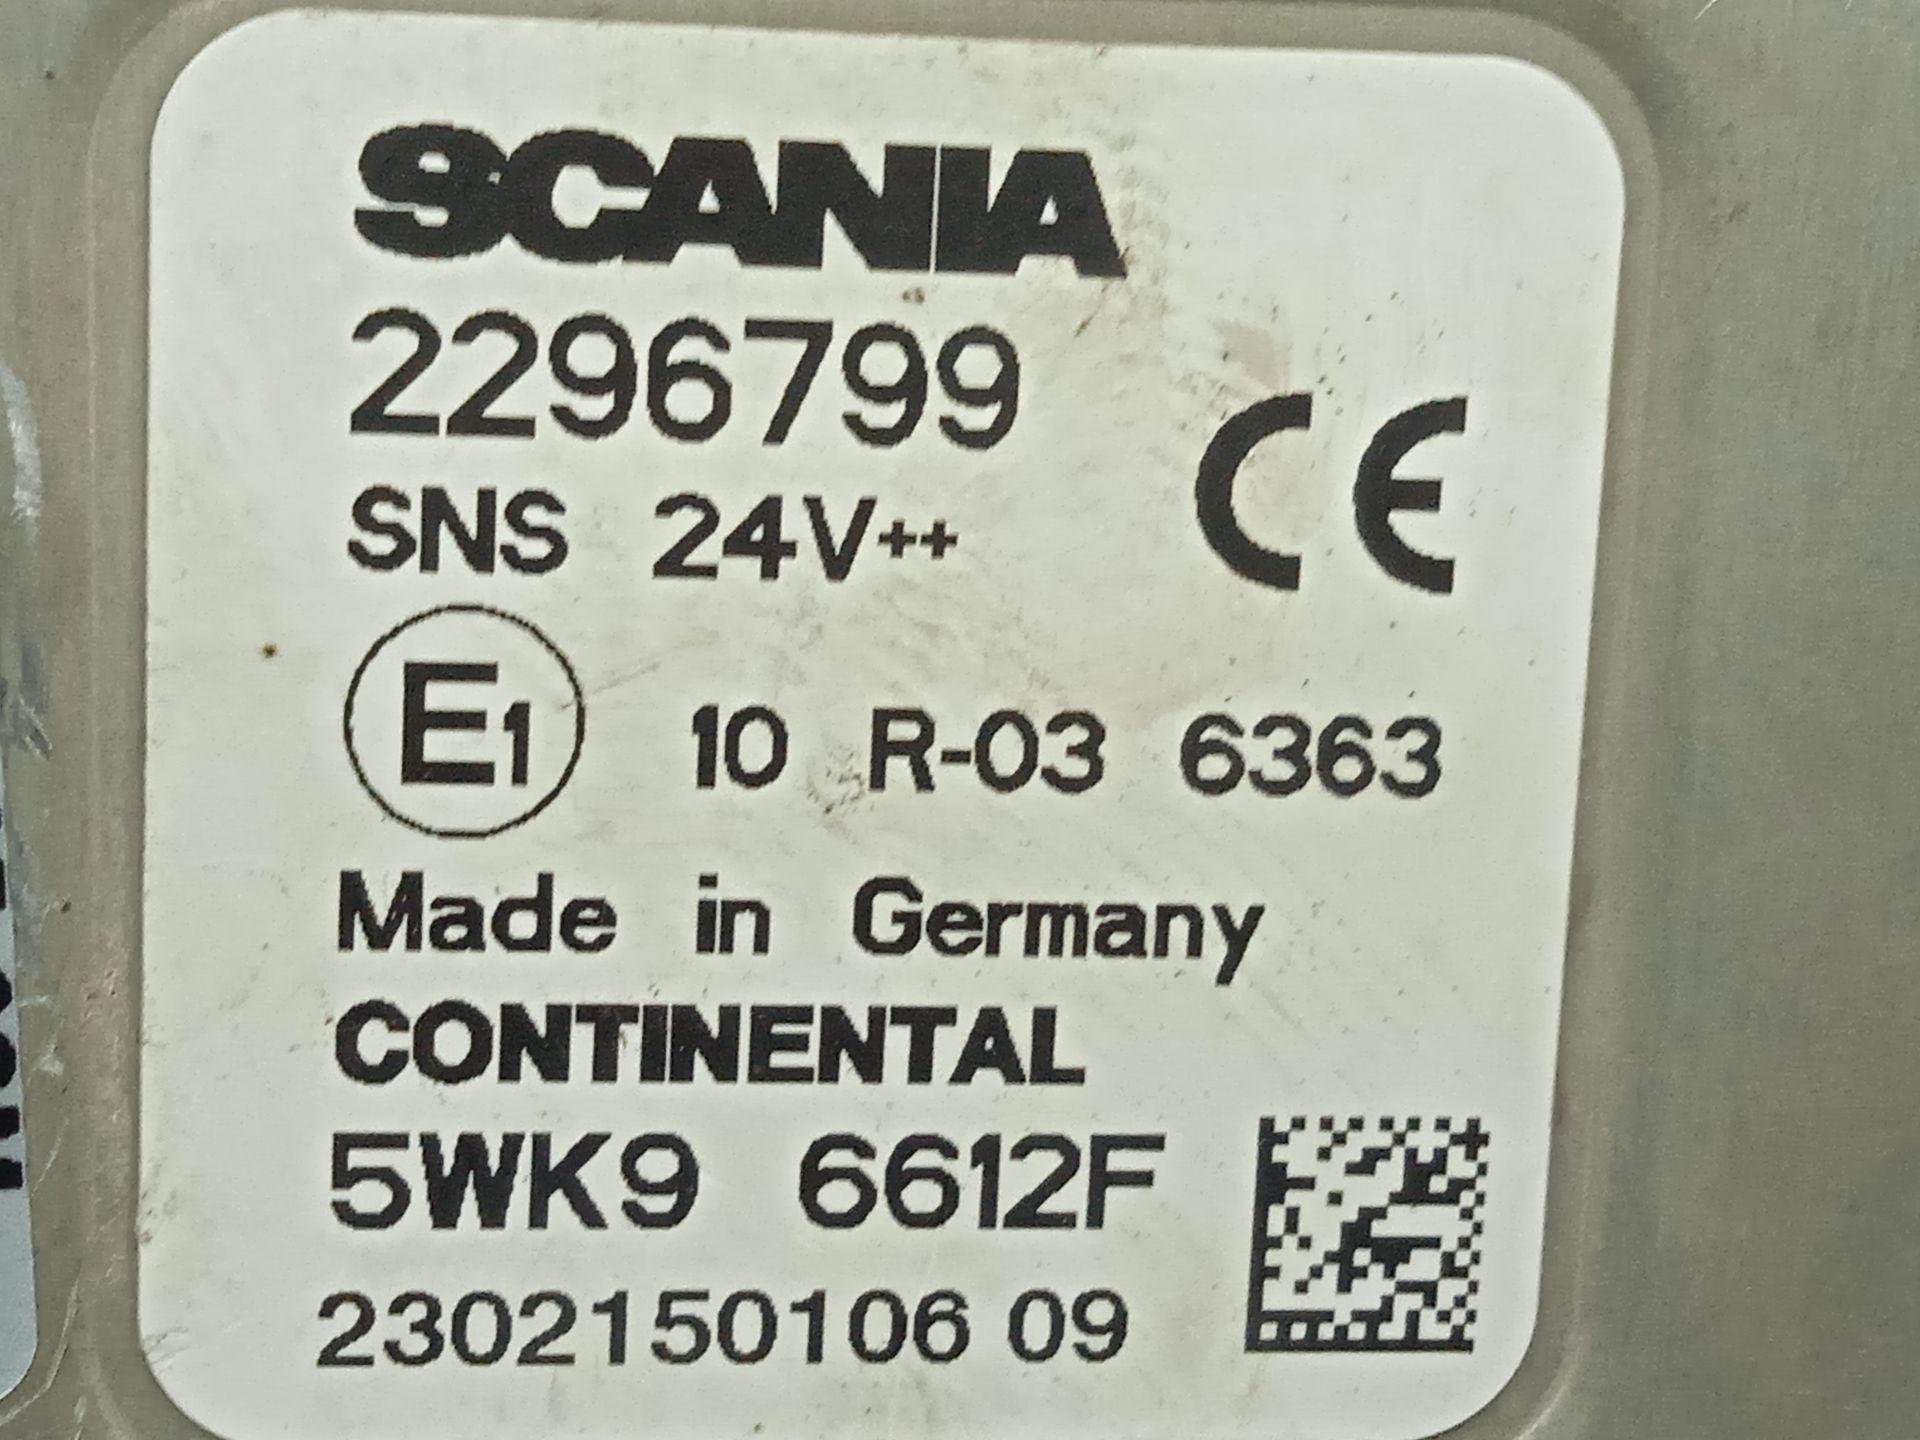 SCANIA
2296799
CE
SNS 24V++
E1 10 R-03 6363
Made in Germany
CONTINENTAL
5WK9 6612F
2302150106 09